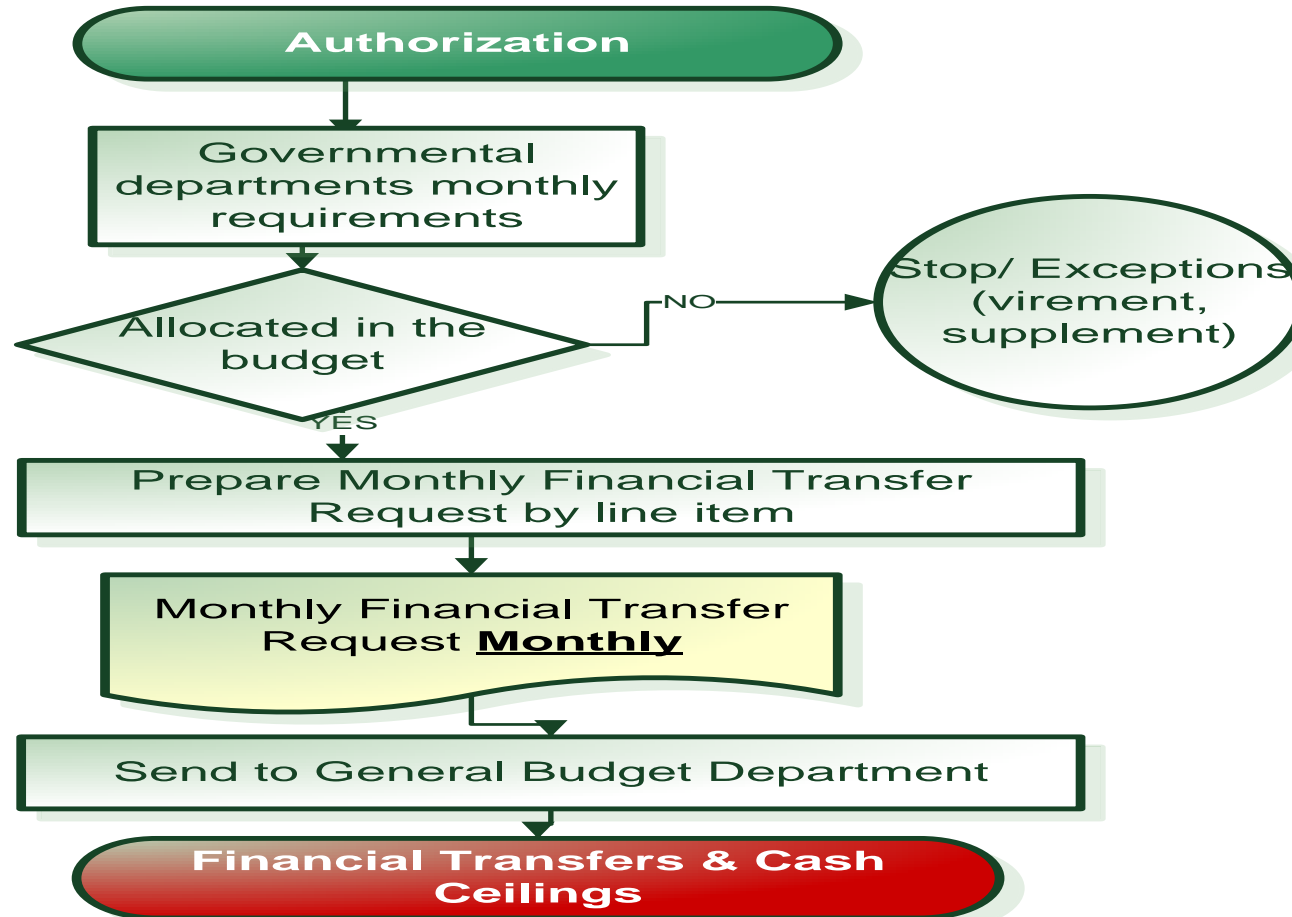 Authorization
Governmental
departments monthly
requirements
Stop/ Exceptions
(virement,
supplement)
NO
Allocated in the
budget
YES
Prepare Monthly Financial Transfer
Request by line item
Monthly Financial Transfer
Request Monthly
Send to General Budget Department
Financial Transfers & Cash
Ceilings